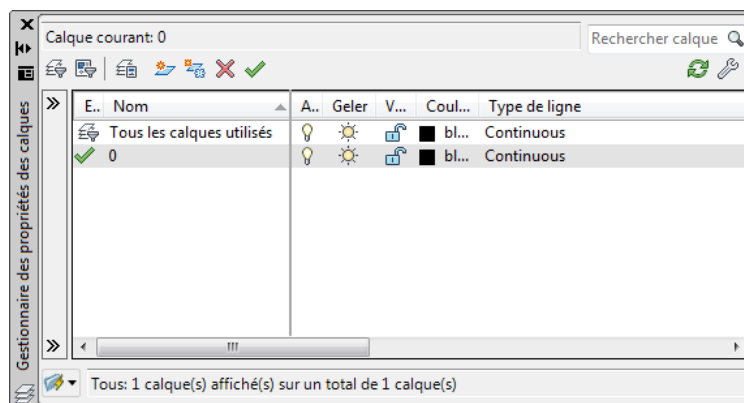 Calque courant: 0
Rechercher calque
E.. Nom A.. Geler V... Coul... Type de ligne
Tous les calques utilisés bl... Continuous
0 bl... Continuous
Gestionnaire des propriétés des calques
Tous: 1 calque(s) affiché(s) sur un total de 1 calque(s)